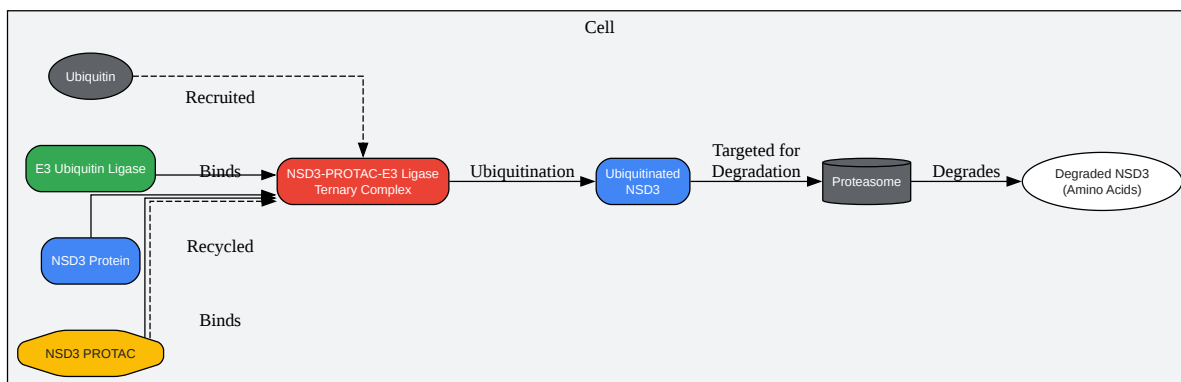 Cell
Ubiquitin
Recruited
E3 Ubiquitin Ligase
Binds
NSD3-PROTAC-E3 Ligase
Ternary Complex
Ubiquitination
Ubiquitinated
NSD3
Targeted for
Degradation
Proteasome
Degrades
Degraded NSD3
(Amino Acids)
NSD3 Protein
Recycled
Binds
NSD3 PROTAC